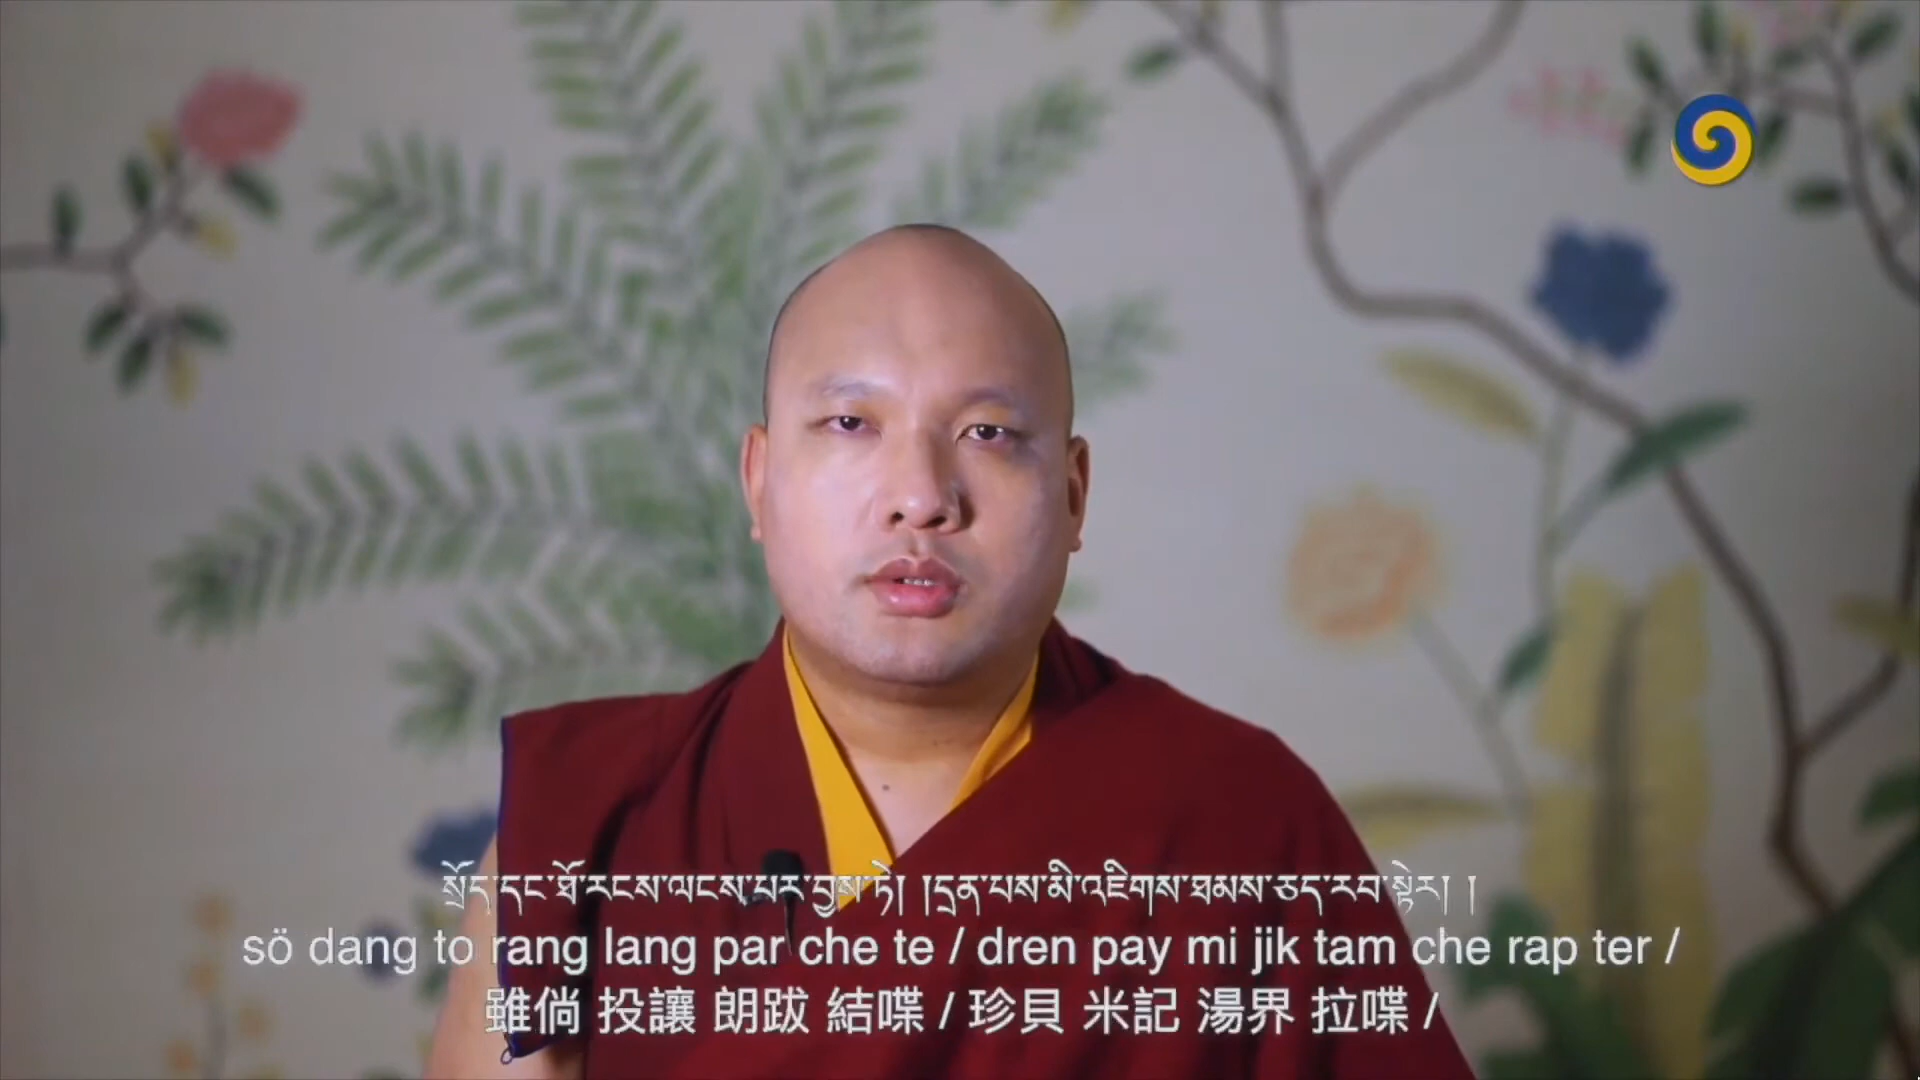 སྲོད་དང་ཐོ་རངས་ལངས་པར་བྱས་ཏེ། །དྲན་པས་མི་འཇིགས་ཐམས་ཅད་རབ་སྟེར། །
sö dang to rang lang par che te / dren pay mi jik tam che rap ter /
雖倘 投讓 朗跋 結喋 / 珍貝 米記 湯界 拉喋 /